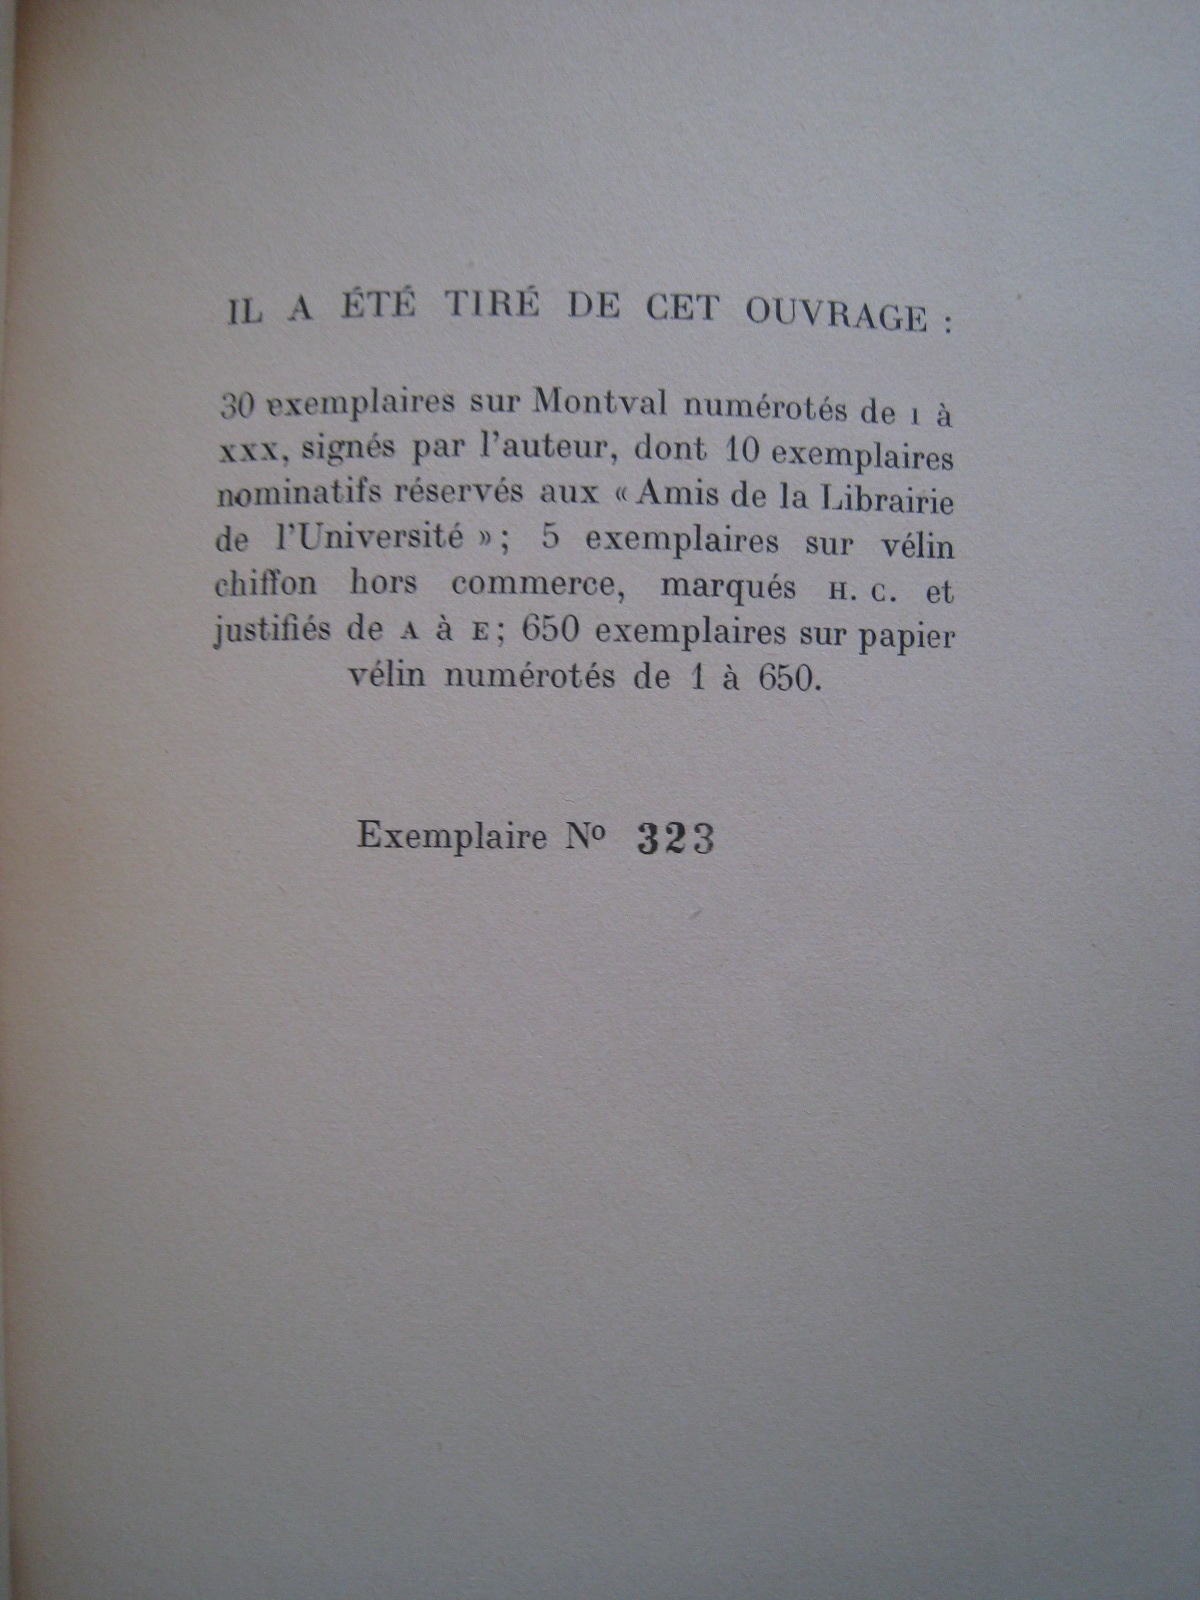 IL A ÉTÉ TIRÉ DE CET OUVRAGE :
30 exemplaires sur Montval numérotés de I à
XXX, signés par l'auteur, dont 10 exemplaires
nominatifs réservés aux « Amis de la Librairie
de l'Université » ; 5 exemplaires sur vélin
chiffon hors commerce, marqués H. C. et
justifiés de A à E ; 650 exemplaires sur papier
vélin numérotés de 1 à 650.
Exemplaire Nº 323